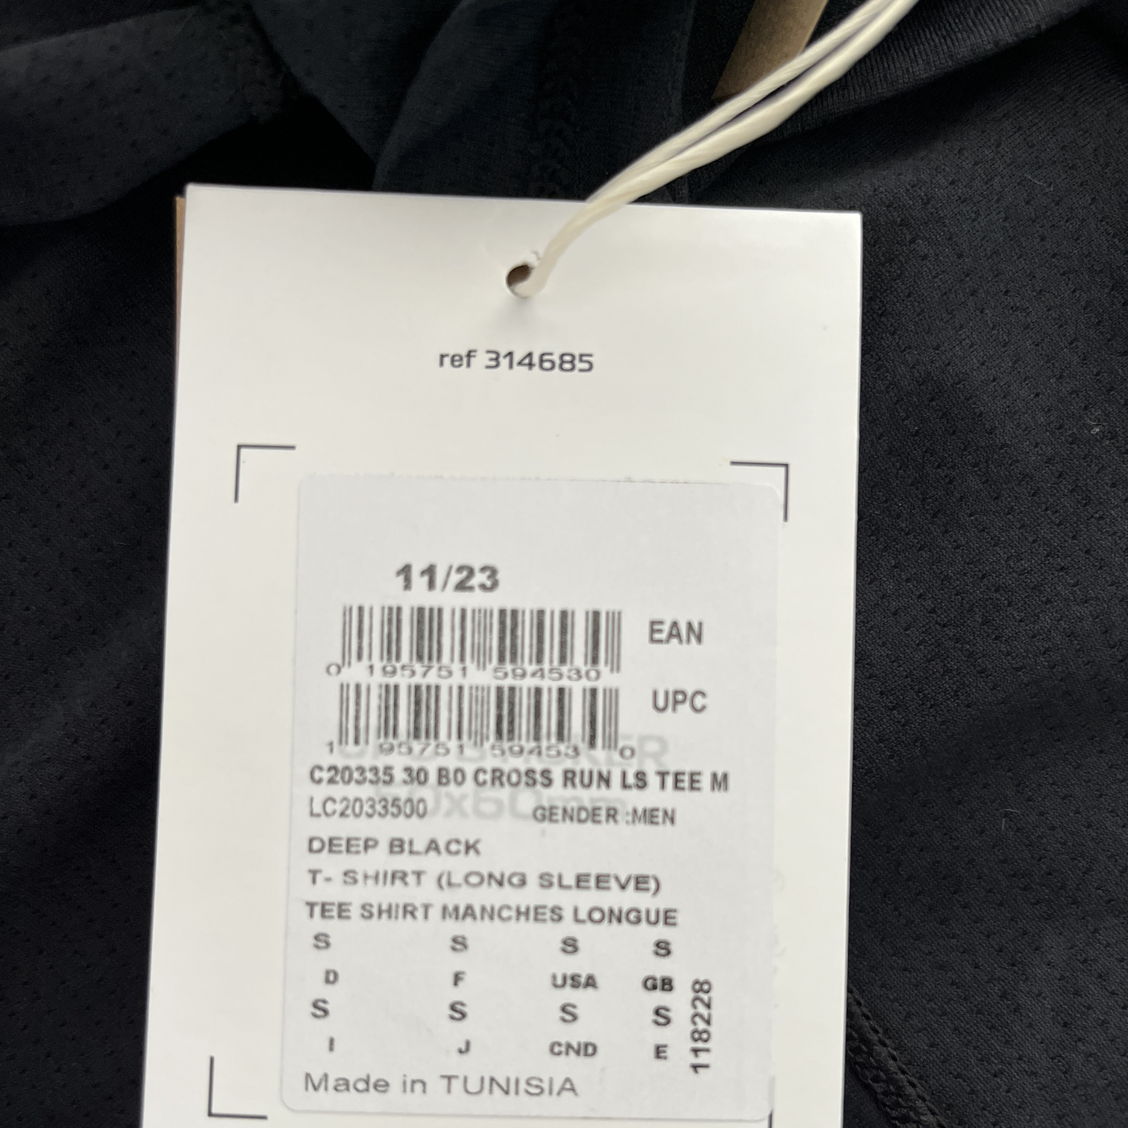 ref 314685
11/23
EAN
0 195751 594530
UPC
1 95751 59453 0
C20335 30 B0 CROSS RUN LS TEE M
LC2033500 GENDER :MEN
DEEP BLACK
T- SHIRT (LONG SLEEVE)
TEE SHIRT MANCHES LONGUE
S S S S
D F USA GB
S S S S
I J CND E
118228
Made in TUNISIA